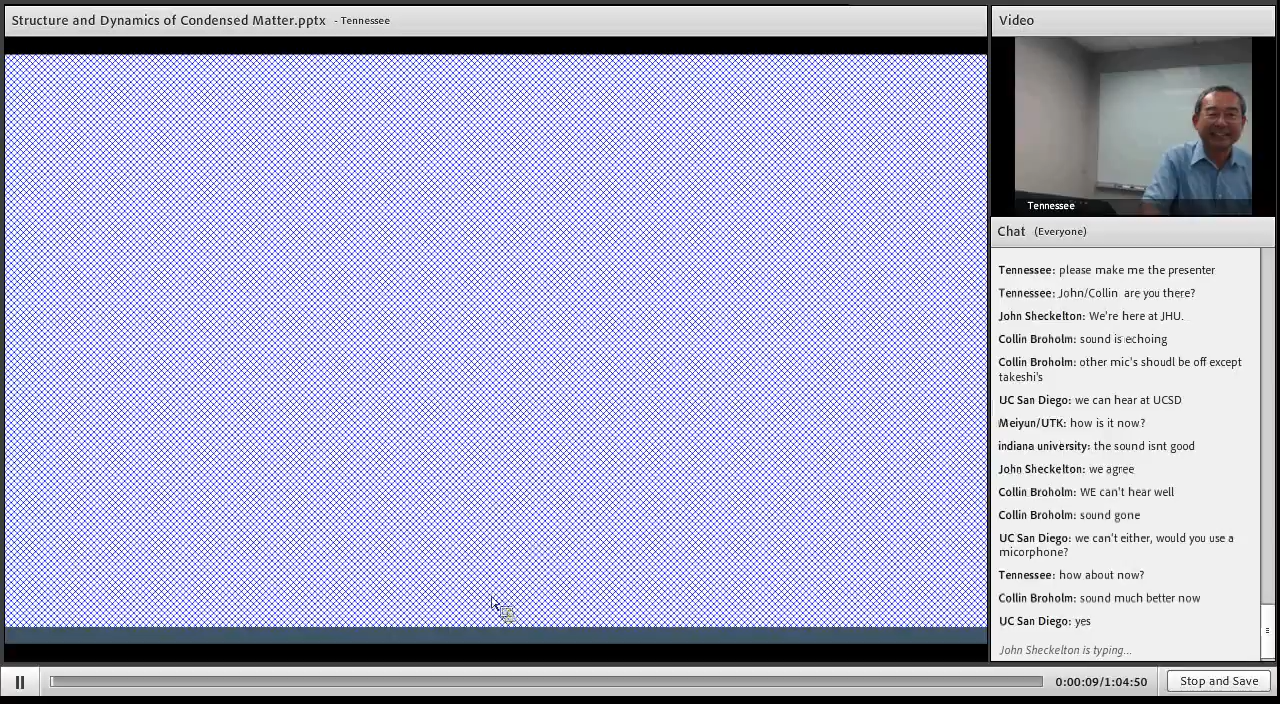 Structure and Dynamics of Condensed Matter.pptx - Tennessee
Video
Tennessee
Chat (Everyone)
Tennessee: please make me the presenter
Tennessee: John/Collin are you there?
John Sheckelton: We're here at JHU.
Collin Broholm: sound is echoing
Collin Broholm: other mic's shoudl be off except
takeshi's
UC San Diego: we can hear at UCSD
Meiyun/UTK: how is it now?
indiana university: the sound isnt good
John Sheckelton: we agree
Collin Broholm: WE can't hear well
Collin Broholm: sound gone
UC San Diego: we can't either, would you use a
micorphone?
Tennessee: how about now?
Collin Broholm: sound much better now
UC San Diego: yes
John Sheckelton is typing...
0:00:09/1:04:50
Stop and Save